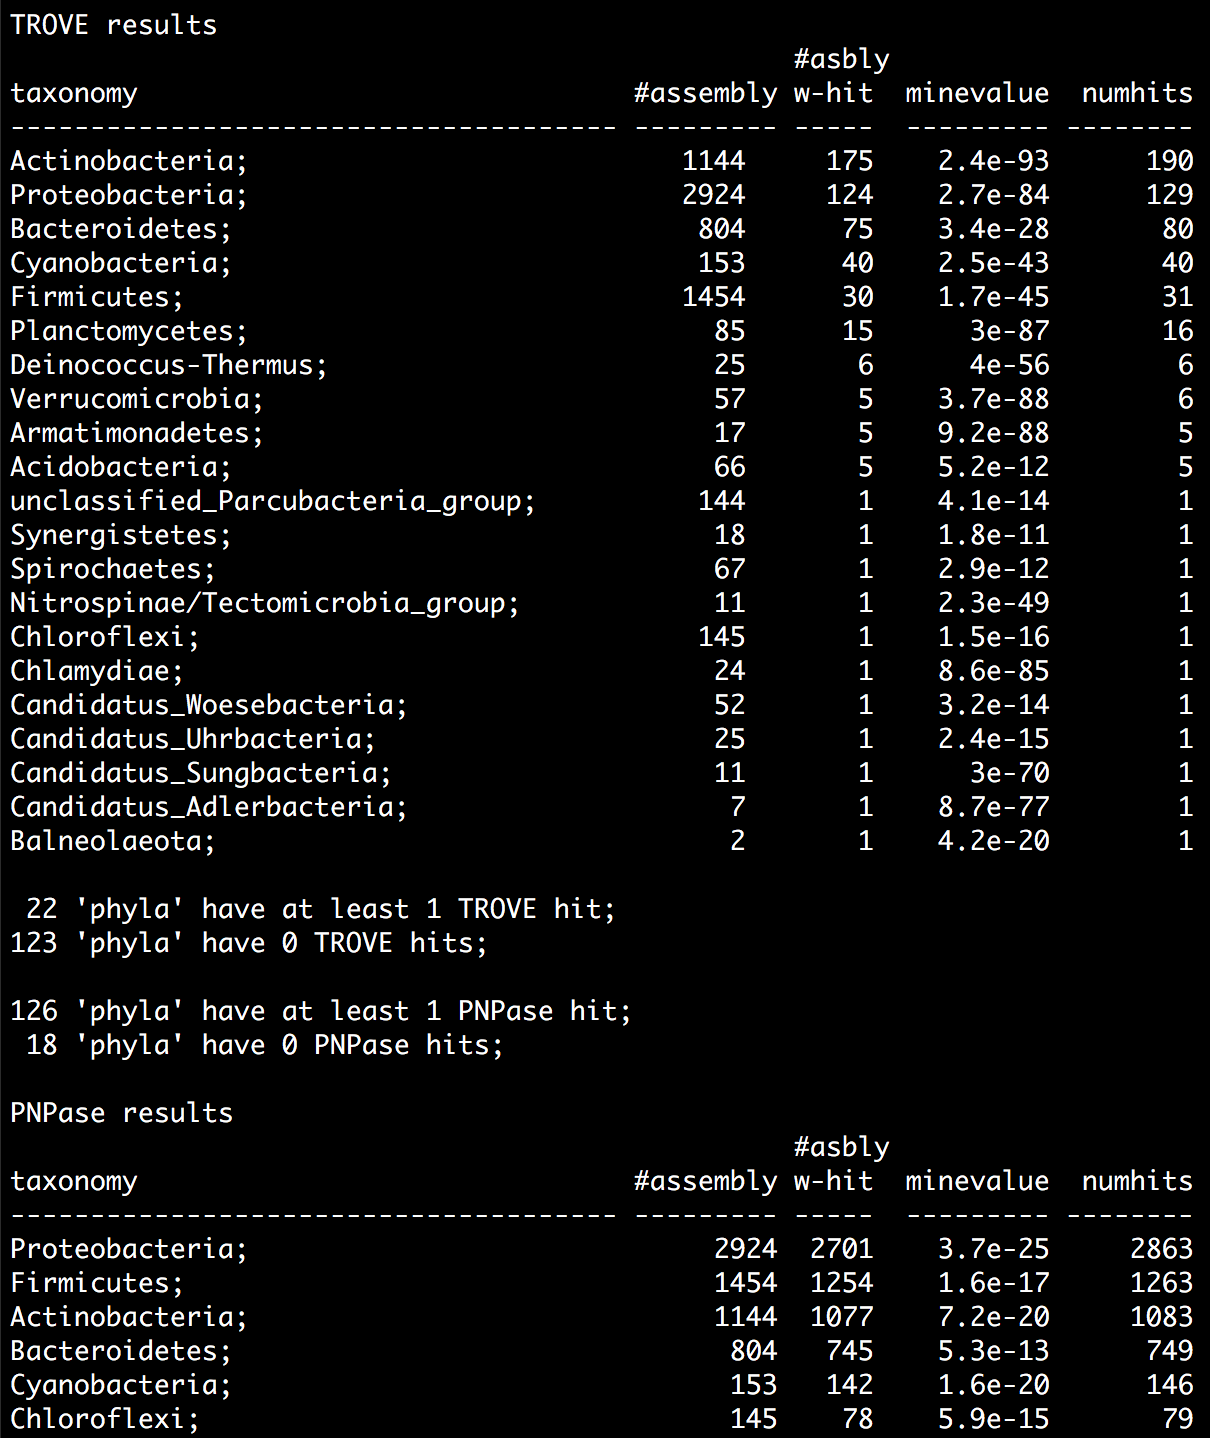 TROVE results
#asbly
taxonomy #assembly w-hit minevalue numhits
-------------------------------------- --------- ----- --------- --------
Actinobacteria; 1144 175 2.4e-93 190
Proteobacteria; 2924 124 2.7e-84 129
Bacteroidetes; 804 75 3.4e-28 80
Cyanobacteria; 153 40 2.5e-43 40
Firmicutes; 1454 30 1.7e-45 31
Planctomycetes; 85 15 3e-87 16
Deinococcus-Thermus; 25 6 4e-56 6
Verrucomicrobia; 57 5 3.7e-88 6
Armatimonadetes; 17 5 9.2e-88 5
Acidobacteria; 66 5 5.2e-12 5
unclassified_Parcubacteria_group; 144 1 4.1e-14 1
Synergistetes; 18 1 1.8e-11 1
Spirochaetes; 67 1 2.9e-12 1
Nitrospinae/Tectomicrobia_group; 11 1 2.3e-49 1
Chloroflexi; 145 1 1.5e-16 1
Chlamydiae; 24 1 8.6e-85 1
Candidatus_Woesebacteria; 52 1 3.2e-14 1
Candidatus_Uhrbacteria; 25 1 2.4e-15 1
Candidatus_Sungbacteria; 11 1 3e-70 1
Candidatus_Adlerbacteria; 7 1 8.7e-77 1
Balneolaeota; 2 1 4.2e-20 1
22 'phyla' have at least 1 TROVE hit;
123 'phyla' have 0 TROVE hits;
126 'phyla' have at least 1 PNPase hit;
18 'phyla' have 0 PNPase hits;
PNPase results
#asbly
taxonomy #assembly w-hit minevalue numhits
-------------------------------------- --------- ----- --------- --------
Proteobacteria; 2924 2701 3.7e-25 2863
Firmicutes; 1454 1254 1.6e-17 1263
Actinobacteria; 1144 1077 7.2e-20 1083
Bacteroidetes; 804 745 5.3e-13 749
Cyanobacteria; 153 142 1.6e-20 146
Chloroflexi; 145 78 5.9e-15 79